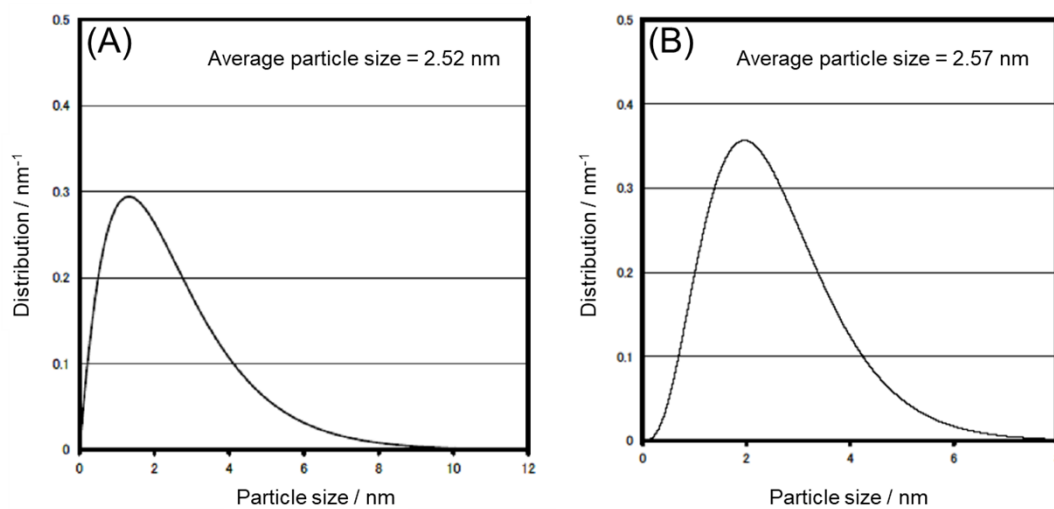 (A)
Average particle size = 2.52 nm
0.5
0.4
0.3
0.2
0.1
0
Distribution / nm⁻¹
0 2 4 6 8 10 12
Particle size / nm
(B)
Average particle size = 2.57 nm
0.5
0.4
0.3
0.2
0.1
0
Distribution / nm⁻¹
0 2 4 6
Particle size / nm